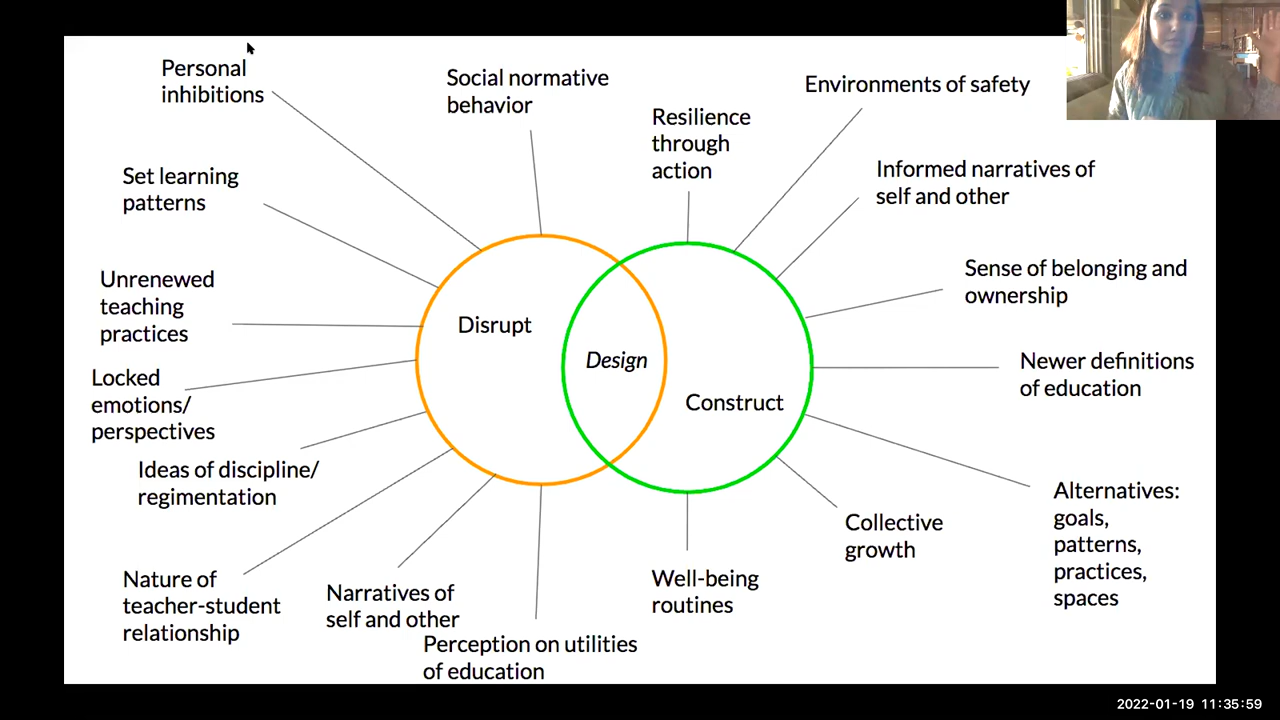 Personal
inhibitions
Social normative
behavior
Resilience
through
action
Environments of safety
Set learning
patterns
Informed narratives of
self and other
Unrenewed
teaching
practices
Sense of belonging and
ownership
Disrupt
Design
Construct
Newer definitions
of education
Locked
emotions/
perspectives
Ideas of discipline/
regimentation
Alternatives:
goals,
patterns,
practices,
spaces
Collective
growth
Nature of
teacher-student
relationship
Narratives of
self and other
Well-being
routines
Perception on utilities
of education
2022-01-19 11:35:59